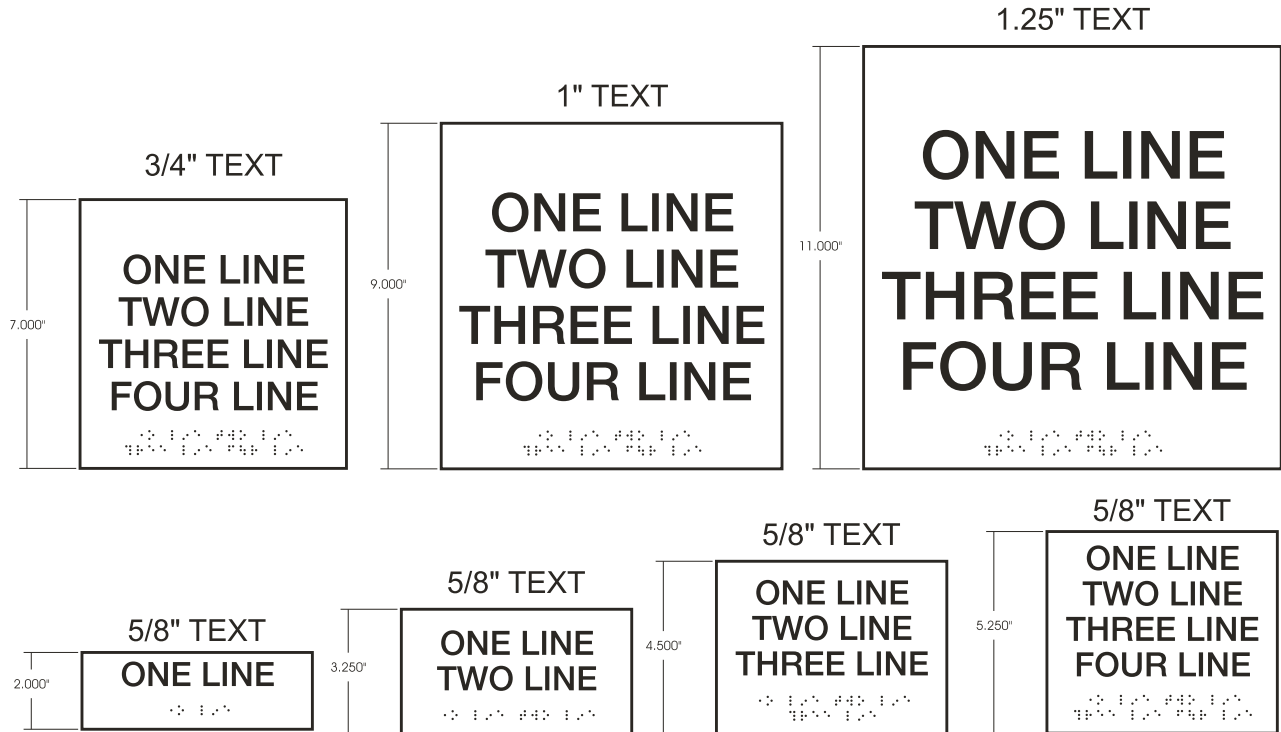 3/4" TEXT
7.000"
ONE LINE
TWO LINE
THREE LINE
FOUR LINE
1" TEXT
9.000"
ONE LINE
TWO LINE
THREE LINE
FOUR LINE
1.25" TEXT
11.000"
ONE LINE
TWO LINE
THREE LINE
FOUR LINE
5/8" TEXT
2.000"
ONE LINE
5/8" TEXT
3.250"
ONE LINE
TWO LINE
5/8" TEXT
4.500"
ONE LINE
TWO LINE
THREE LINE
5/8" TEXT
5.250"
ONE LINE
TWO LINE
THREE LINE
FOUR LINE